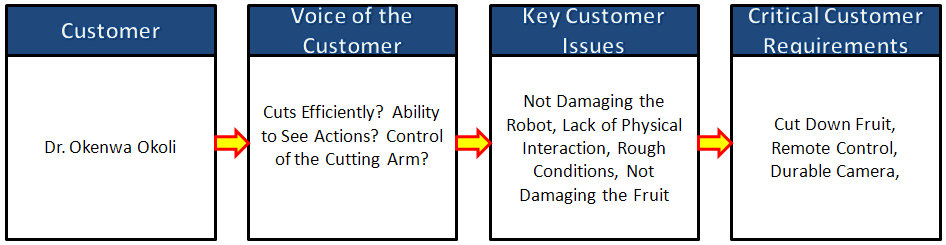 Customer
Dr. Okenwa Okoli
Voice of the
Customer
Cuts Efficiently? Ability
to See Actions? Control
of the Cutting Arm?
Key Customer
Issues
Not Damaging the
Robot, Lack of Physical
Interaction, Rough
Conditions, Not
Damaging the Fruit
Critical Customer
Requirements
Cut Down Fruit,
Remote Control,
Durable Camera,